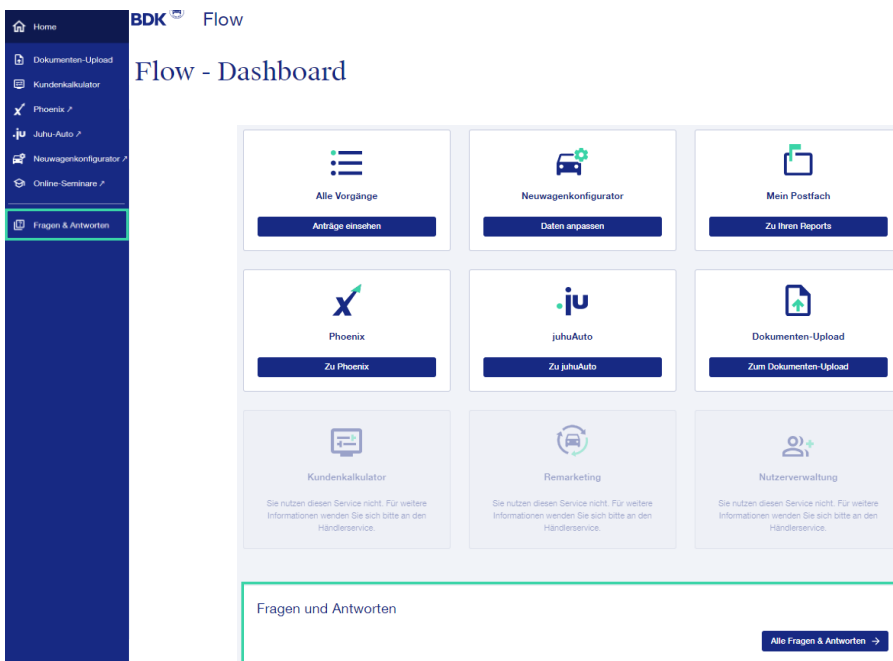 BDK Flow
Home
Dokumenten-Upload
Kundenkalkulator
Phoenix ↗
Juhu-Auto ↗
Neuwagenkonfigurator ↗
Online-Seminare ↗
Fragen & Antworten
Flow - Dashboard
Alle Vorgänge
Anträge einsehen
Neuwagenkonfigurator
Daten anpassen
Mein Postfach
Zu Ihren Reports
Phoenix
Zu Phoenix
.ju
juhuAuto
Zu juhuAuto
Dokumenten-Upload
Zum Dokumenten-Upload
Kundenkalkulator
Sie nutzen diesen Service nicht. Für weitere
Informationen wenden Sie sich bitte an den
Händlerservice.
Remarketing
Sie nutzen diesen Service nicht. Für weitere
Informationen wenden Sie sich bitte an den
Händlerservice.
Nutzerverwaltung
Sie nutzen diesen Service nicht. Für weitere
Informationen wenden Sie sich bitte an den
Händlerservice.
Fragen und Antworten
Alle Fragen & Antworten →